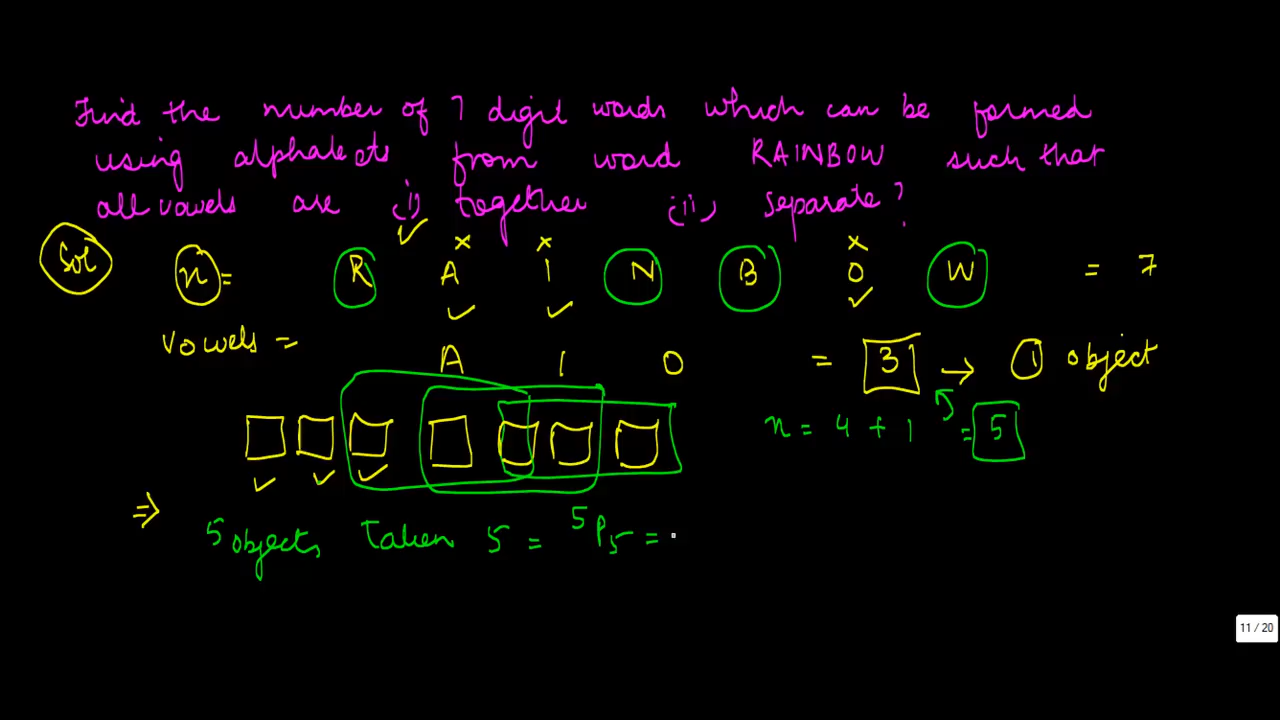 Find the number of 7 digit words which can be formed
using alphabets from word RAINBOW such that
all vowels are (i) together (ii) separate?
Sol n = R A I N B O W = 7
vowels = A I O = 3 → 1 object
n = 4 + 1 = 5
⇒ 5 objects Taken 5 = ⁵P₅ =
11 / 20